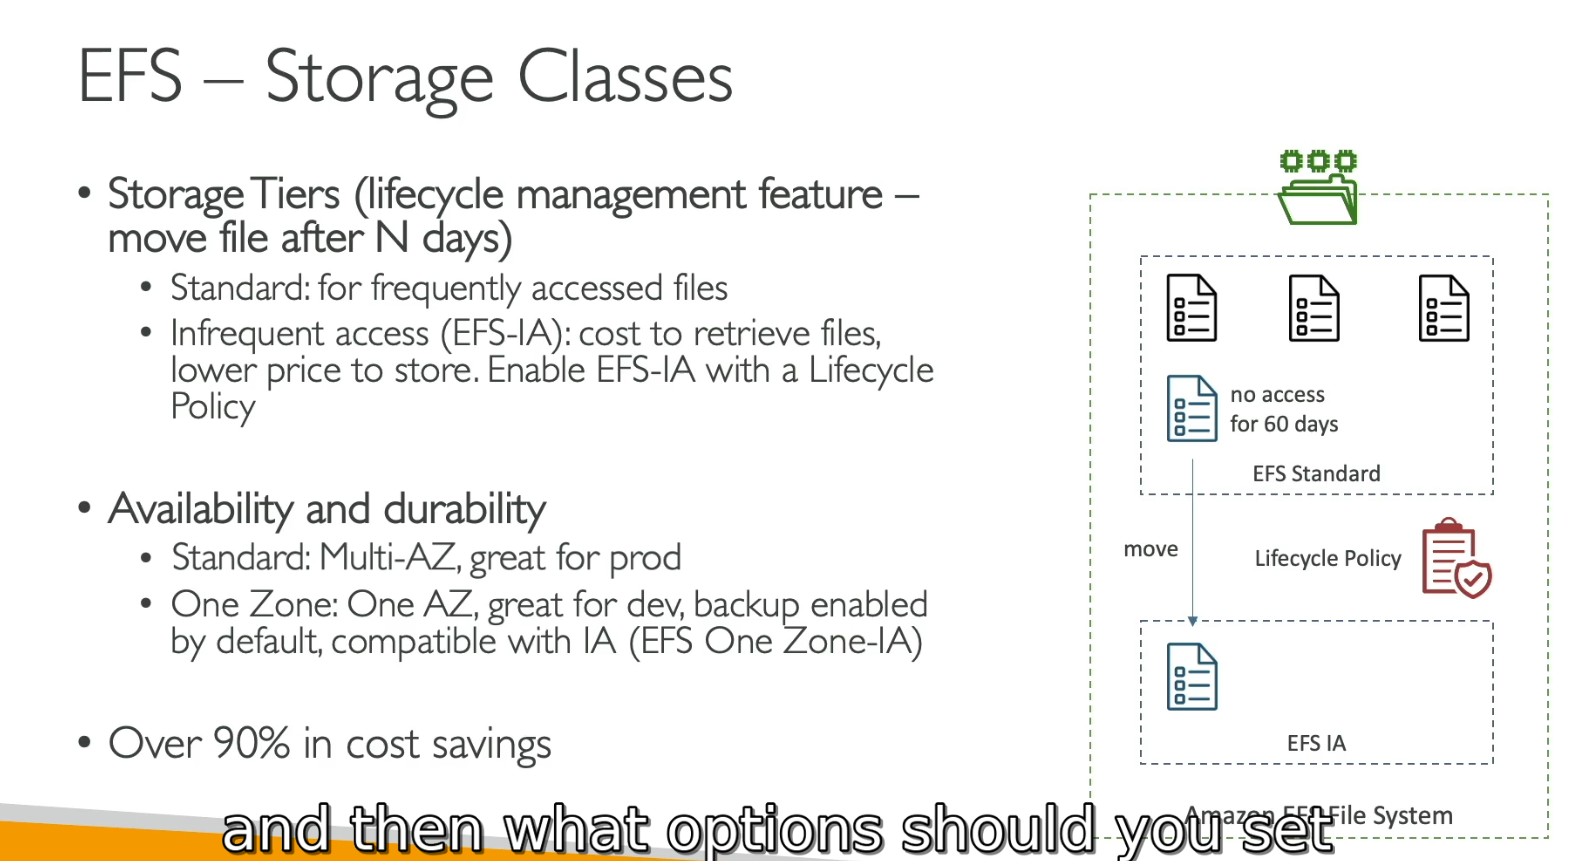 EFS – Storage Classes
• Storage Tiers (lifecycle management feature –
move file after N days)
• Standard: for frequently accessed files
• Infrequent access (EFS-IA): cost to retrieve files,
lower price to store. Enable EFS-IA with a Lifecycle
Policy
• Availability and durability
• Standard: Multi-AZ, great for prod
• One Zone: One AZ, great for dev, backup enabled
by default, compatible with IA (EFS One Zone-IA)
• Over 90% in cost savings
no access
for 60 days
EFS Standard
move
Lifecycle Policy
EFS IA
Amazon EFS File System
and then what options should you set